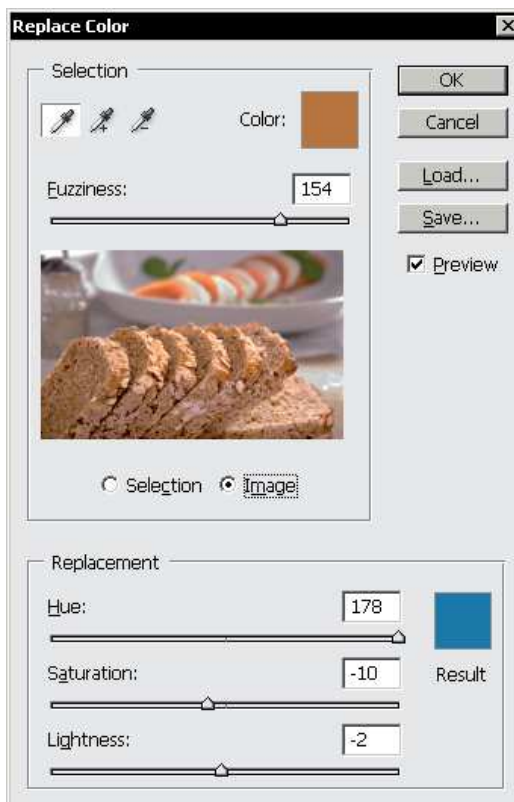 Replace Color
Selection
Color:
Fuzziness: 154
Selection Image
OK
Cancel
Load...
Save...
Preview
Replacement
Hue: 178
Saturation: -10
Result
Lightness: -2